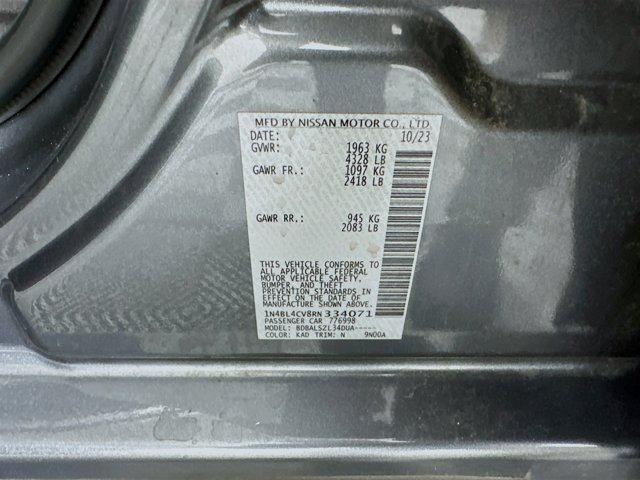 MFD BY NISSAN MOTOR CO., LTD.
DATE: 10/23
GVWR: 1963 KG
4328 LB
GAWR FR.: 1097 KG
2418 LB
GAWR RR.: 945 KG
2083 LB
THIS VEHICLE CONFORMS TO
ALL APPLICABLE FEDERAL
MOTOR VEHICLE SAFETY,
BUMPER, AND THEFT
PREVENTION STANDARDS IN
EFFECT ON THE DATE OF
MANUFACTURE SHOWN ABOVE.
1N4BL4CV8RN334071
PASSENGER CAR 776998
MODEL: BDBALSZL34DUA-----
COLOR: KAD TRIM: N 9N00A